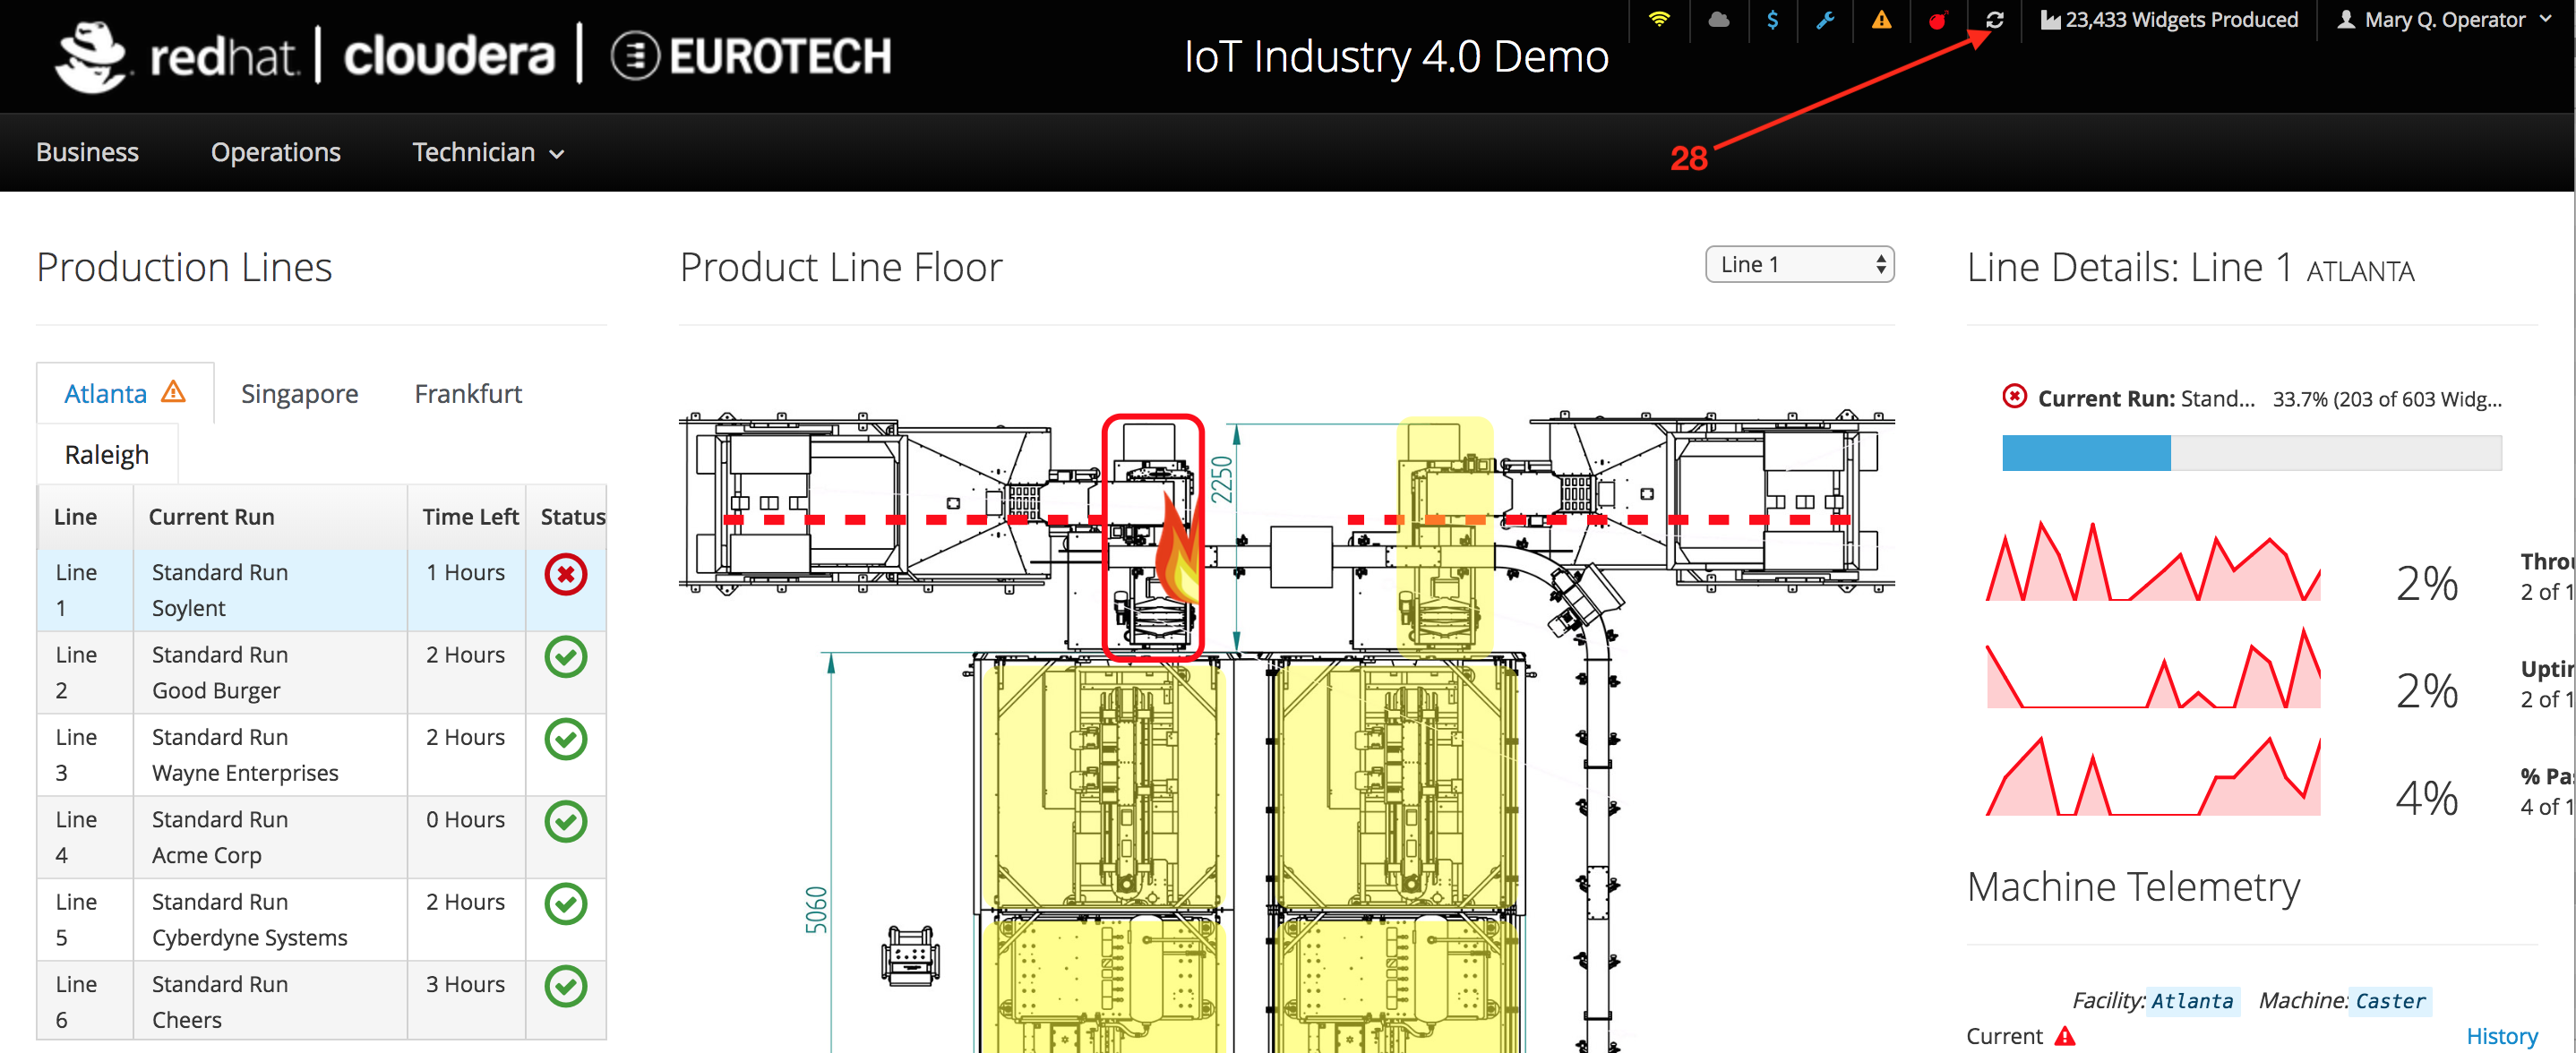 redhat. | cloudera | EUROTECH
IoT Industry 4.0 Demo
$
23,433 Widgets Produced
Mary Q. Operator
Business
Operations
Technician
28
Production Lines
Atlanta
Singapore
Frankfurt
Raleigh
Line Current Run Time Left Status
Line 1 Standard Run Soylent 1 Hours
Line 2 Standard Run Good Burger 2 Hours
Line 3 Standard Run Wayne Enterprises 2 Hours
Line 4 Standard Run Acme Corp 0 Hours
Line 5 Standard Run Cyberdyne Systems 2 Hours
Line 6 Standard Run Cheers 3 Hours
Product Line Floor
Line 1
2250
5060
Line Details: Line 1 ATLANTA
Current Run: Stand... 33.7% (203 of 603 Widg...
2%
Throu
2 of 1
2%
Uptir
2 of 1
4%
% Pa
4 of 1
Machine Telemetry
Facility: Atlanta Machine: Caster
Current
History